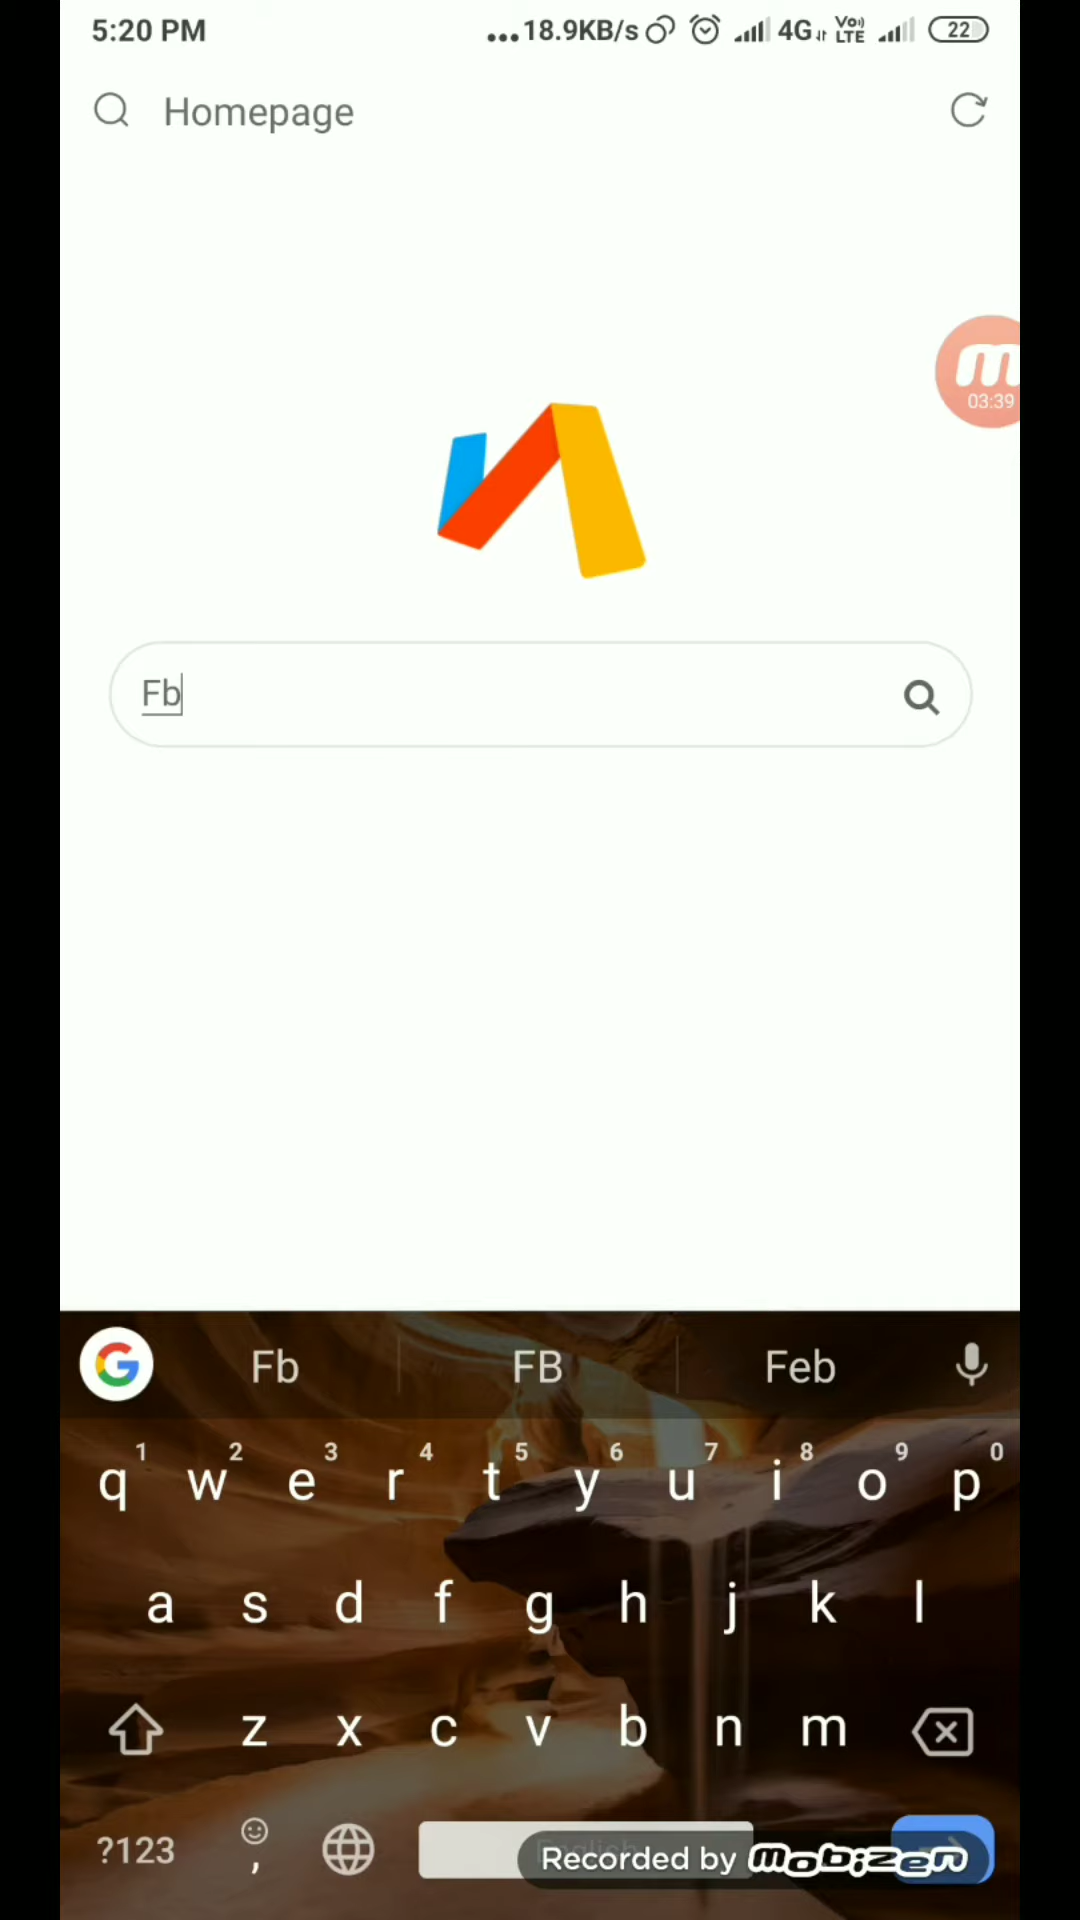 5:20 PM ...18.9KB/s 4G Vo)) LTE 22
Homepage
m
03:39
Fb
Fb FB Feb
1 2 3 4 5 6 7 8 9 0
q w e r t y u i o p
a s d f g h j k l
z x c v b n m
?123 , English
Recorded by mobizen